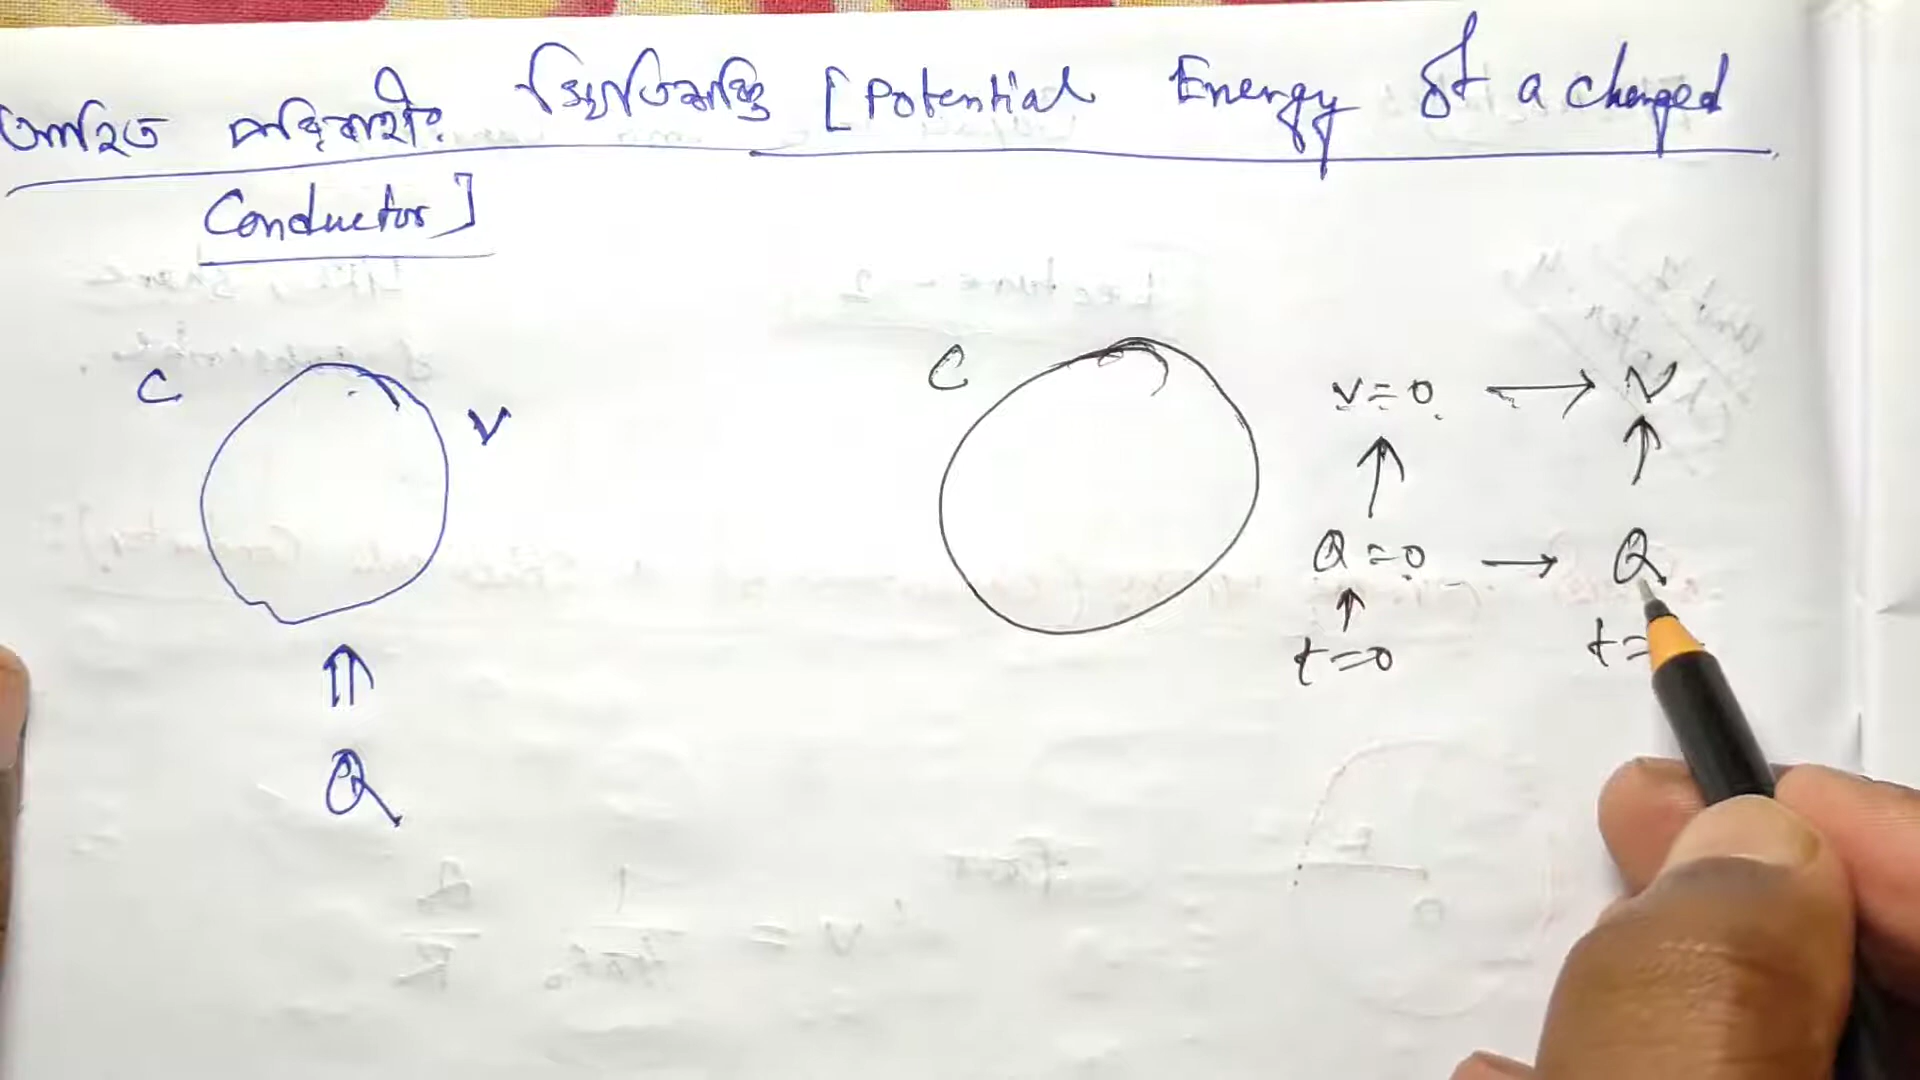 আহিত পরিবাহীর স্থিতিশক্তি [Potential Energy of a charged
Conductor]
C
V
Q
C
V=0 → V
↑ ↑
Q=0 → Q
↑
t=0 t=